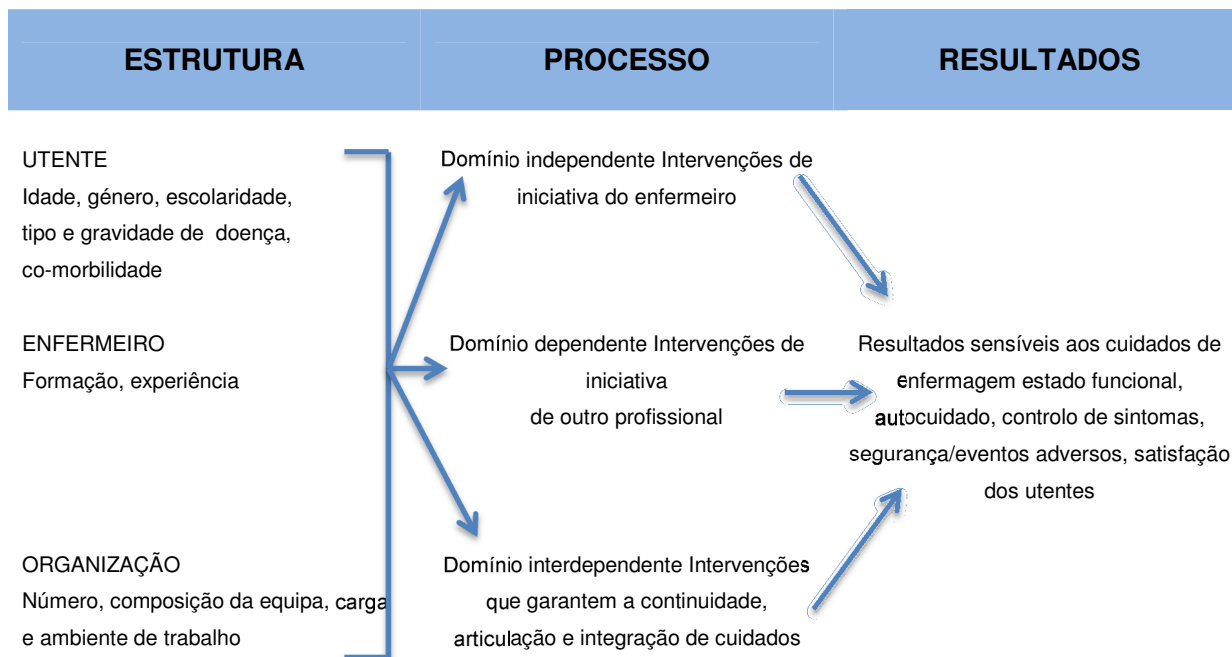 ESTRUTURA
PROCESSO
RESULTADOS
UTENTE
Idade, género, escolaridade,
tipo e gravidade de doença,
co-morbilidade
ENFERMEIRO
Formação, experiência
ORGANIZAÇÃO
Número, composição da equipa, carga
e ambiente de trabalho
Domínio independente Intervenções de
iniciativa do enfermeiro
Domínio dependente Intervenções de
iniciativa
de outro profissional
Domínio interdependente Intervenções
que garantem a continuidade,
articulação e integração de cuidados
Resultados sensíveis aos cuidados de
enfermagem estado funcional,
autocuidado, controlo de sintomas,
segurança/eventos adversos, satisfação
dos utentes